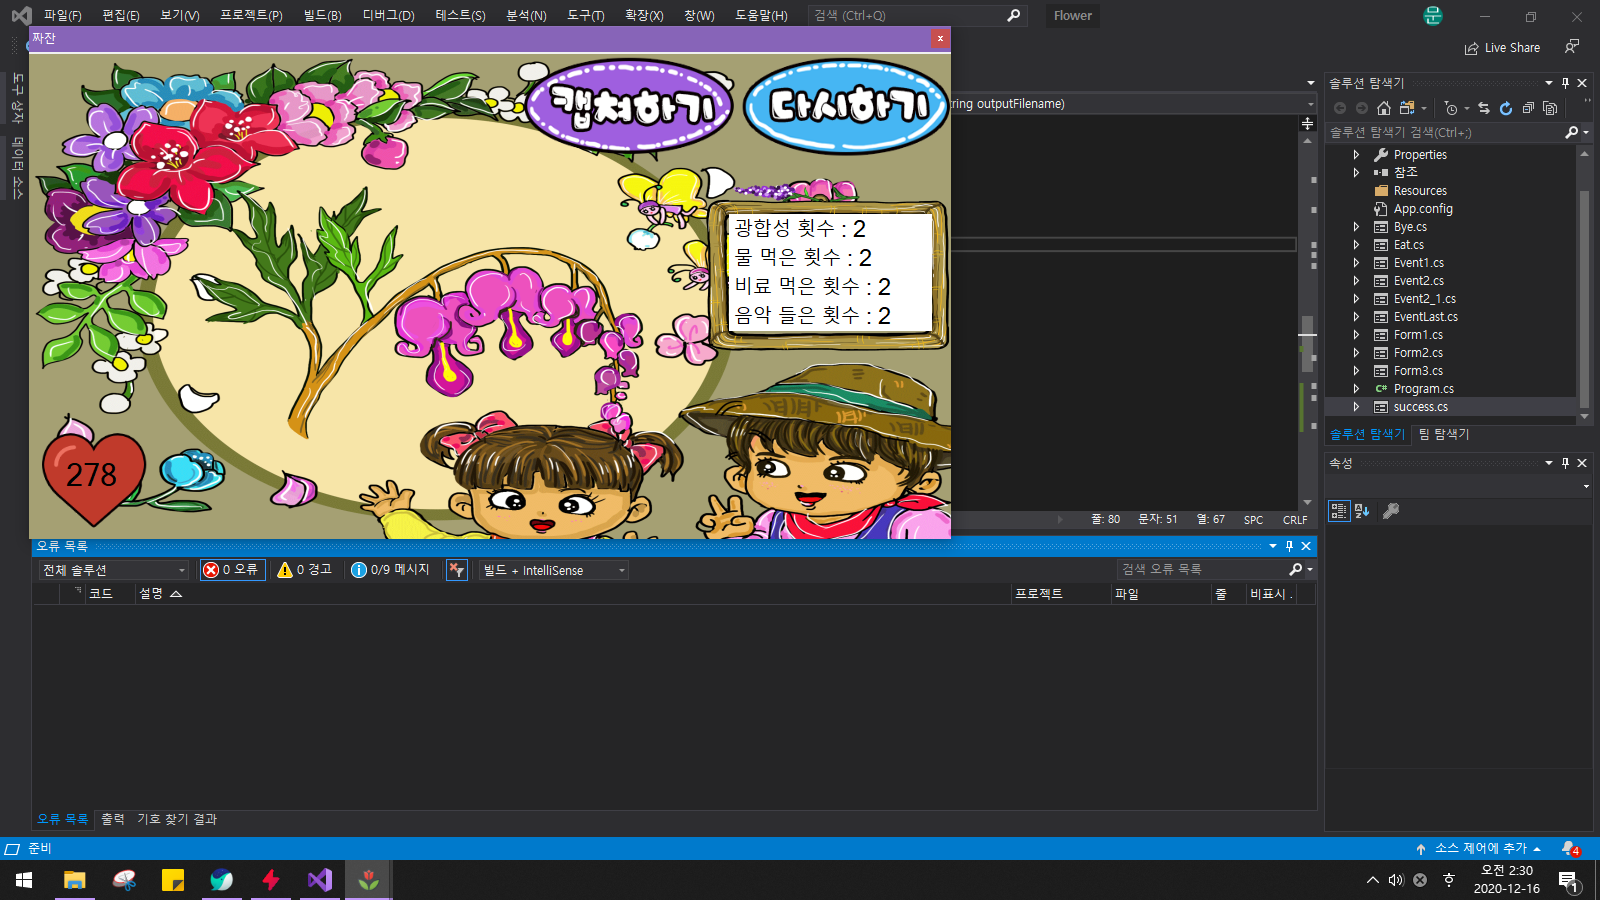 파일(F) 편집(E) 보기(V) 프로젝트(P) 빌드(B) 디버그(D) 테스트(S) 분석(N) 도구(T) 확장(X) 창(W) 도움말(H) 검색 (Ctrl+Q) Flower
Live Share
짜잔
도구 상자
데이터 소스
캡처하기
다시하기
ring outputFilename)
광합성 횟수 : 2
물 먹은 횟수 : 2
비료 먹은 횟수 : 2
음악 들은 횟수 : 2
278
줄: 80 문자: 51 열: 67 SPC CRLF
솔루션 탐색기
솔루션 탐색기 검색(Ctrl+;)
Properties
참조
Resources
App.config
Bye.cs
Eat.cs
Event1.cs
Event2.cs
Event2_1.cs
EventLast.cs
Form1.cs
Form2.cs
Form3.cs
Program.cs
success.cs
솔루션 탐색기 팀 탐색기
속성
오류 목록
전체 솔루션 0 오류 0 경고 0/9 메시지 빌드 + IntelliSense 검색 오류 목록
코드 설명 프로젝트 파일 줄 비표시 .
오류 목록 출력 기호 찾기 결과
준비 소스 제어에 추가 4
오전 2:30
2020-12-16
1